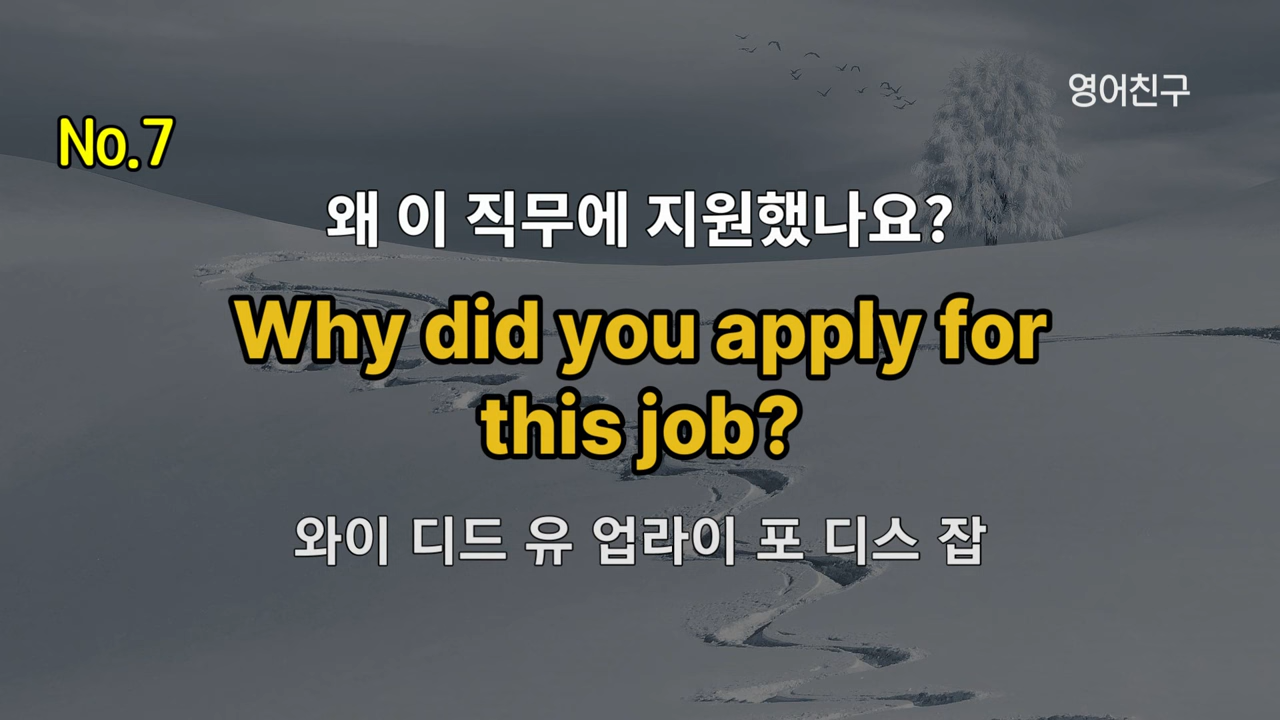 영어친구
No.7
왜 이 직무에 지원했나요?
Why did you apply for
this job?
와이 디드 유 업라이 포 디스 잡